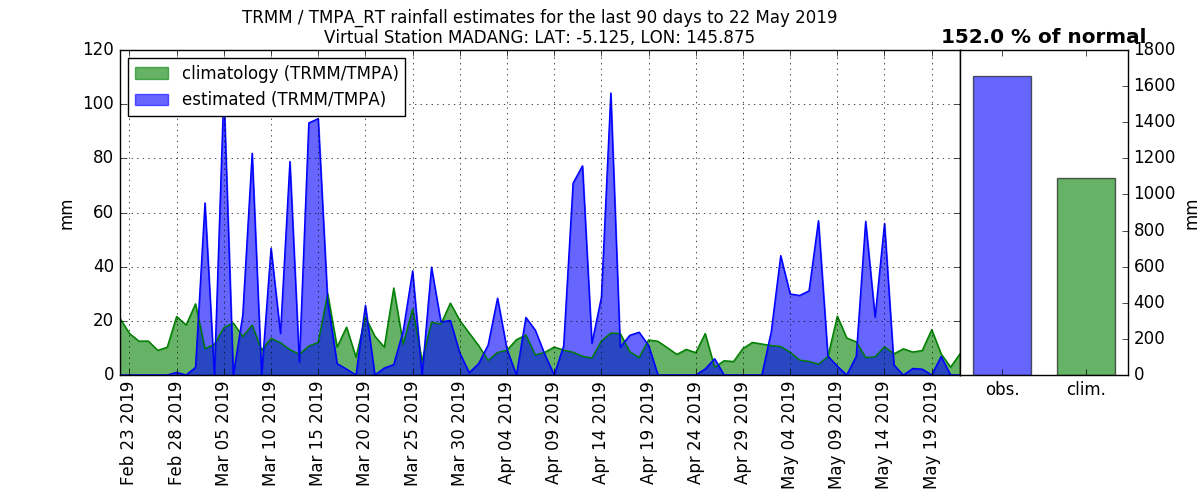 TRMM / TMPA_RT rainfall estimates for the last 90 days to 22 May 2019
Virtual Station MADANG: LAT: -5.125, LON: 145.875
152.0 % of normal
climatology (TRMM/TMPA)
estimated (TRMM/TMPA)
mm
120
100
80
60
40
20
0
Feb 23 2019
Feb 28 2019
Mar 05 2019
Mar 10 2019
Mar 15 2019
Mar 20 2019
Mar 25 2019
Mar 30 2019
Apr 04 2019
Apr 09 2019
Apr 14 2019
Apr 19 2019
Apr 24 2019
Apr 29 2019
May 04 2019
May 09 2019
May 14 2019
May 19 2019
obs.
clim.
1800
1600
1400
1200
1000
800
600
400
200
0
mm